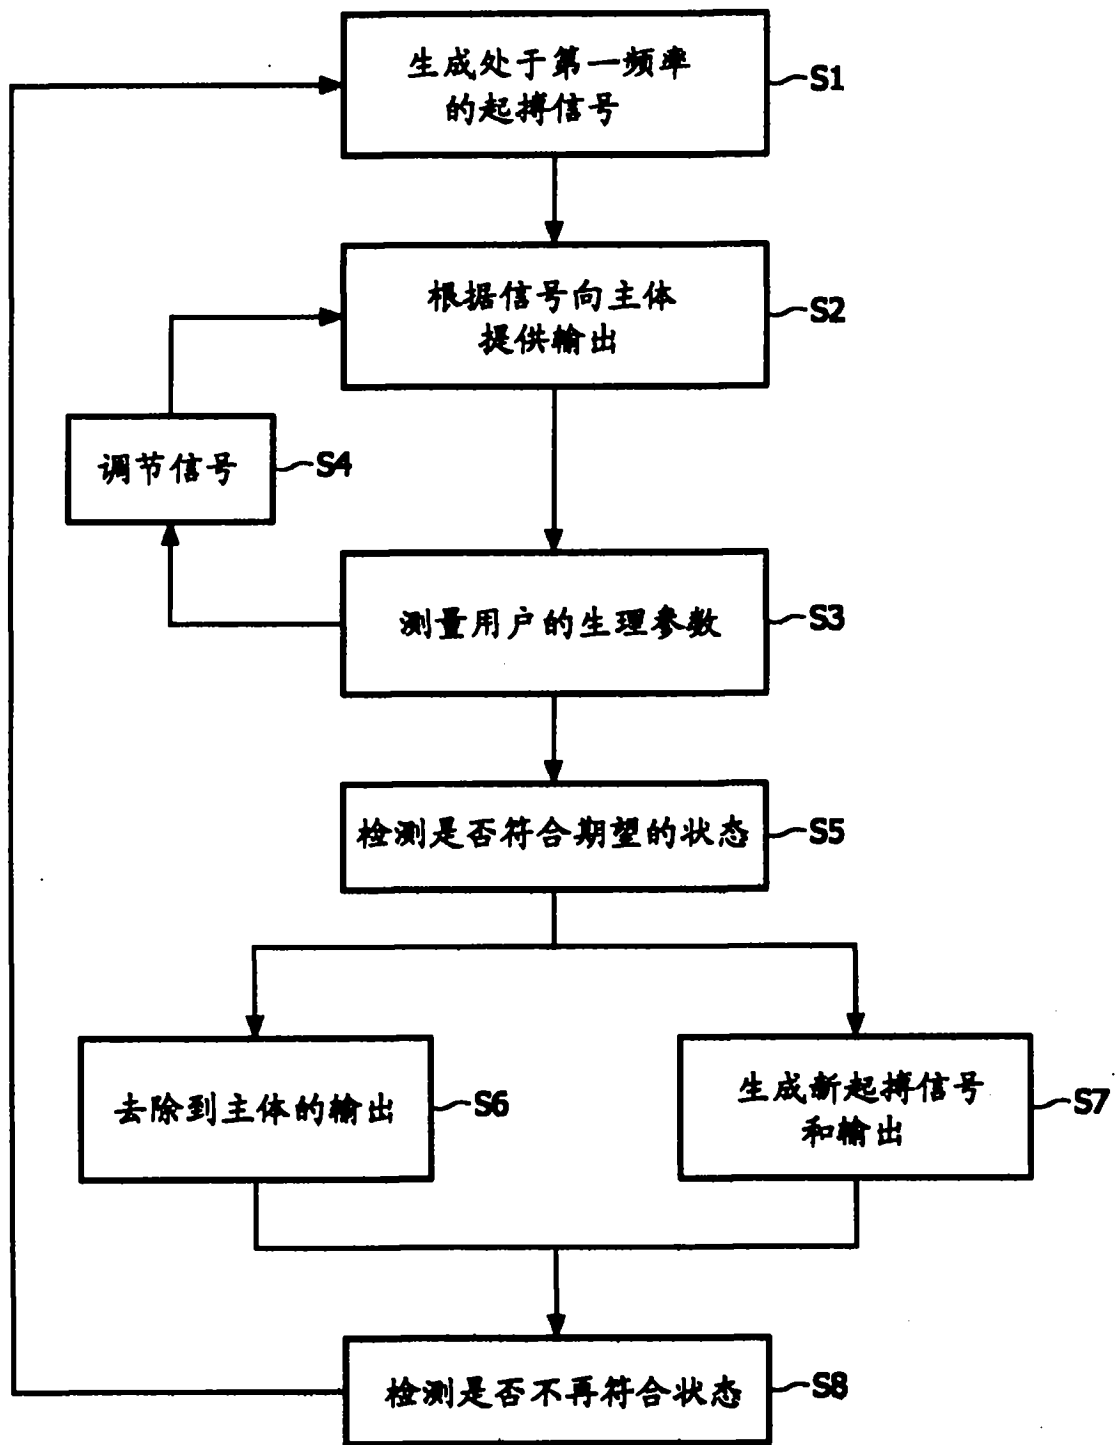 生成处于第一频率
的起搏信号
S1
根据信号向主体
提供输出
S2
调节信号
S4
测量用户的生理参数
S3
检测是否符合期望的状态
S5
去除到主体的输出
S6
生成新起搏信号
和输出
S7
检测是否不再符合状态
S8